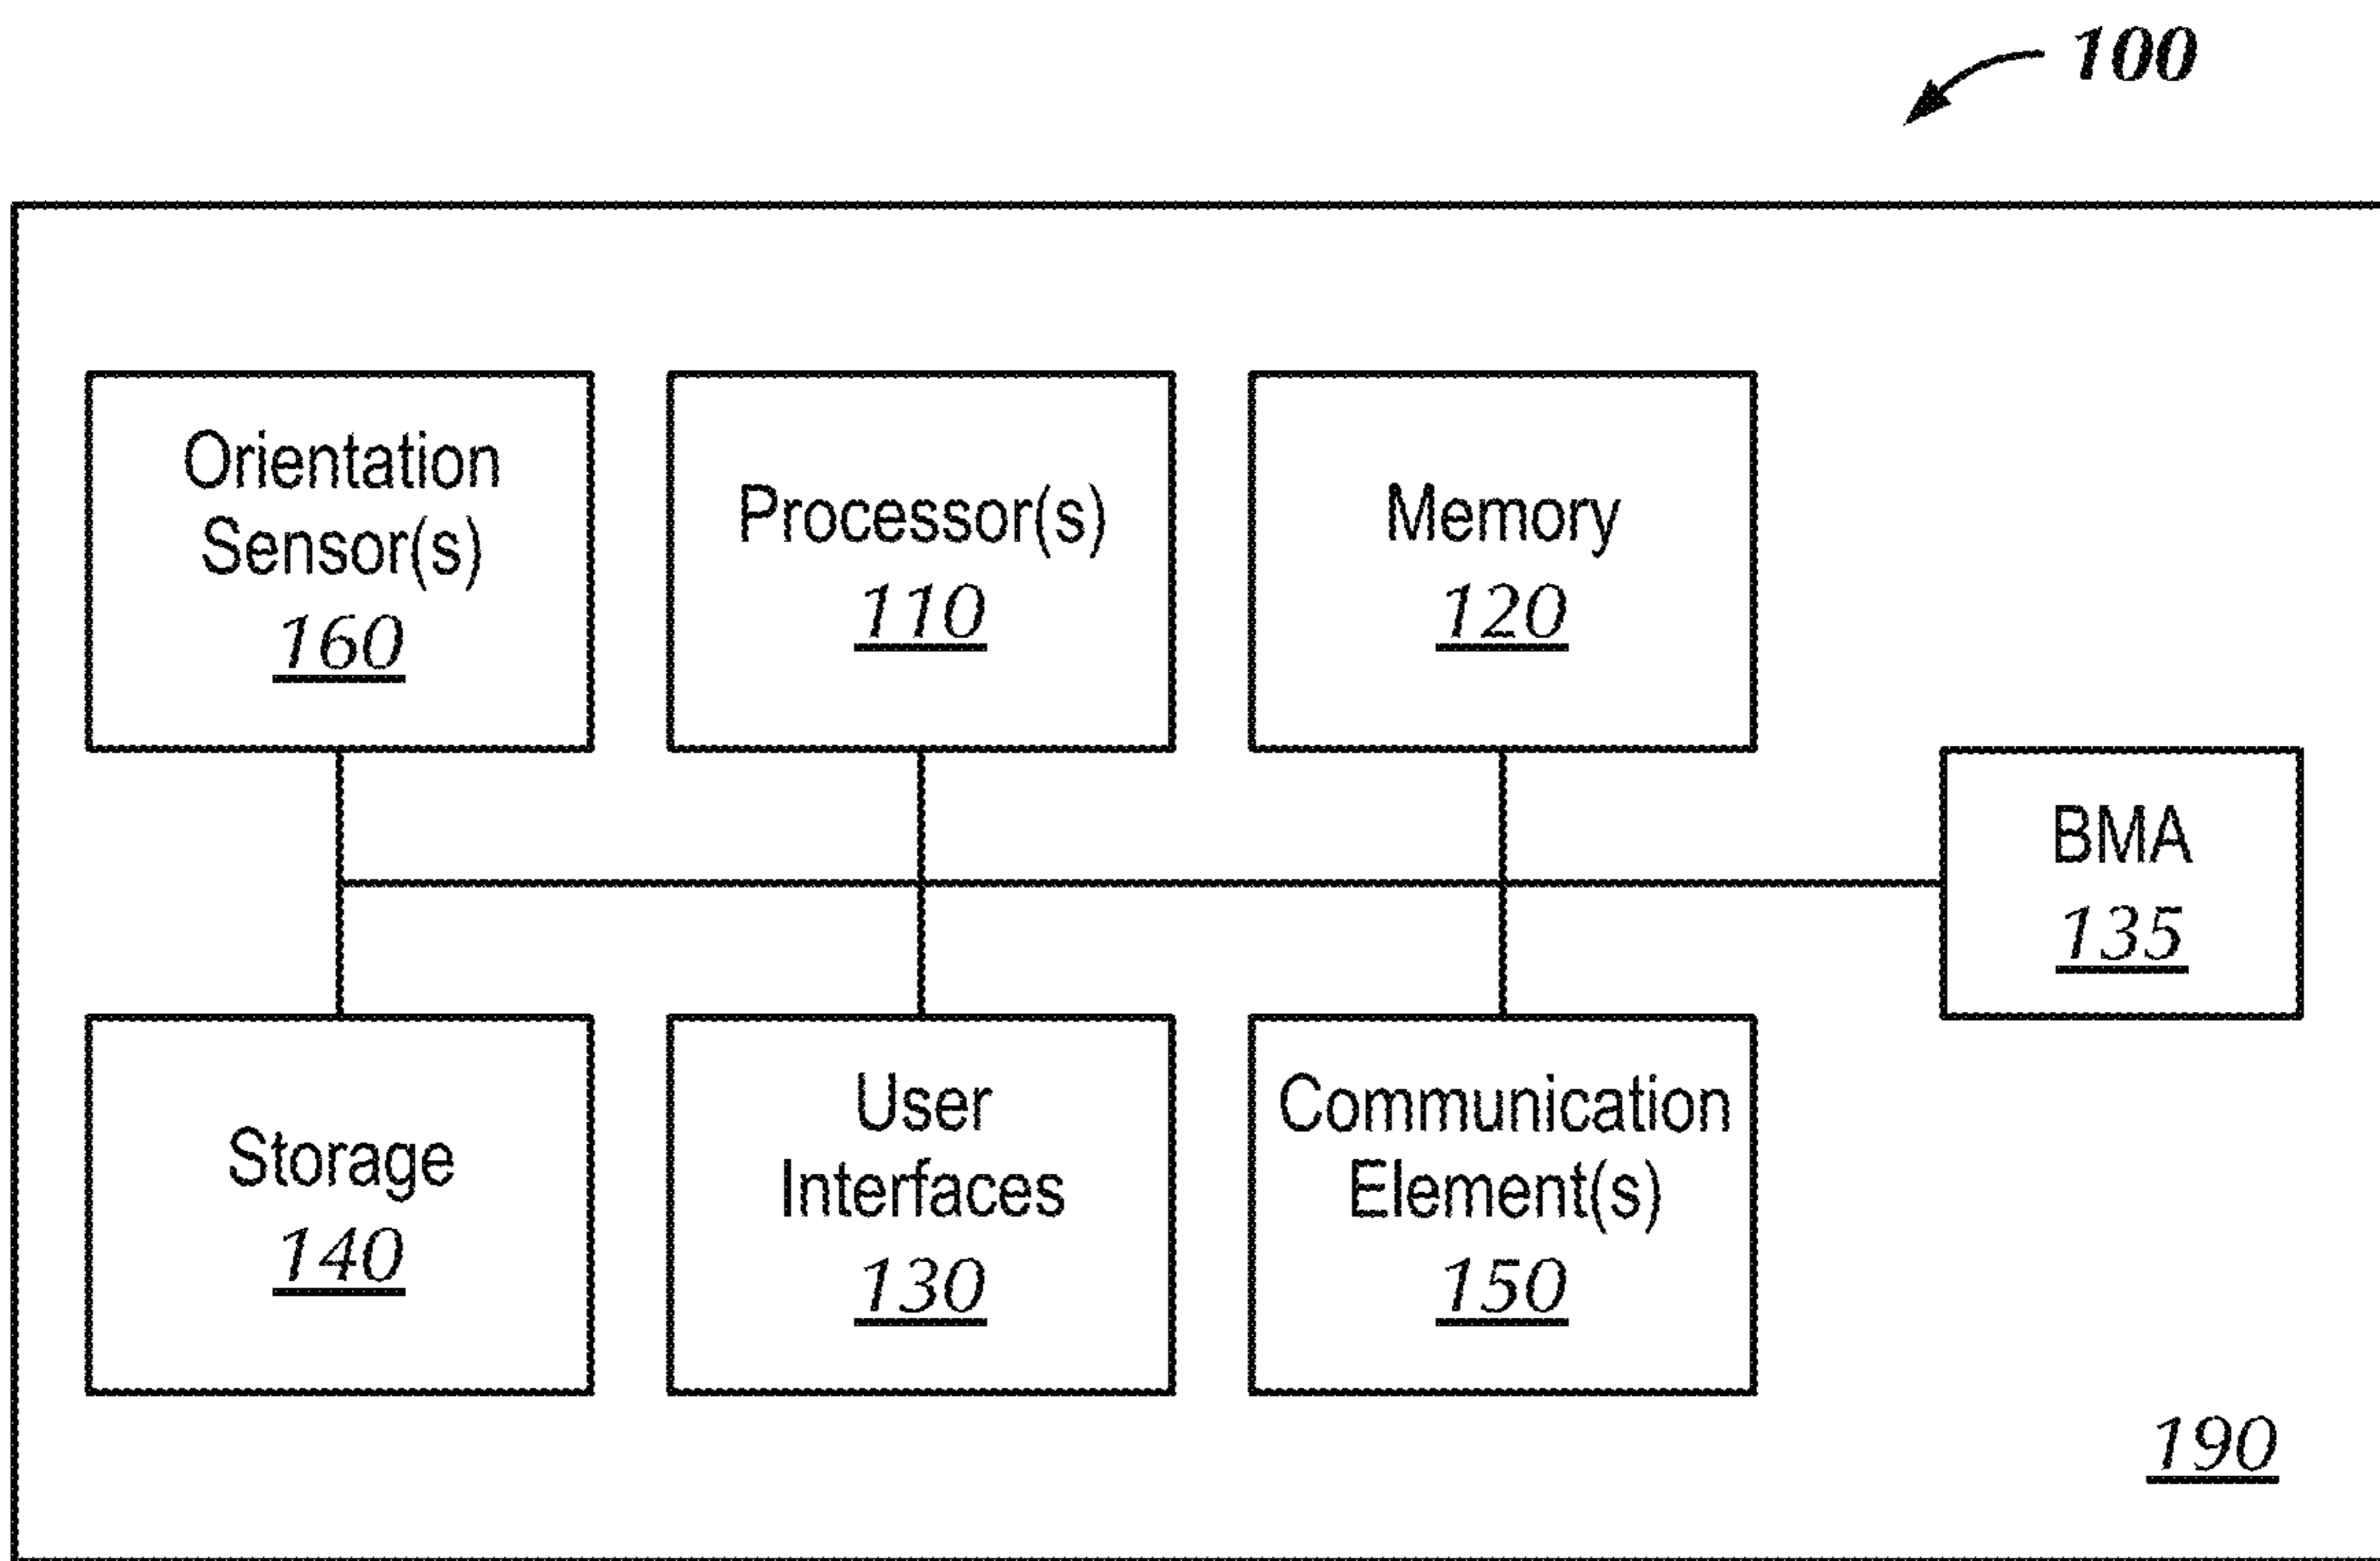 100
Orientation
Sensor(s)
160
Processor(s)
110
Memory
120
BMA
135
Storage
140
User
Interfaces
130
Communication
Element(s)
150
190